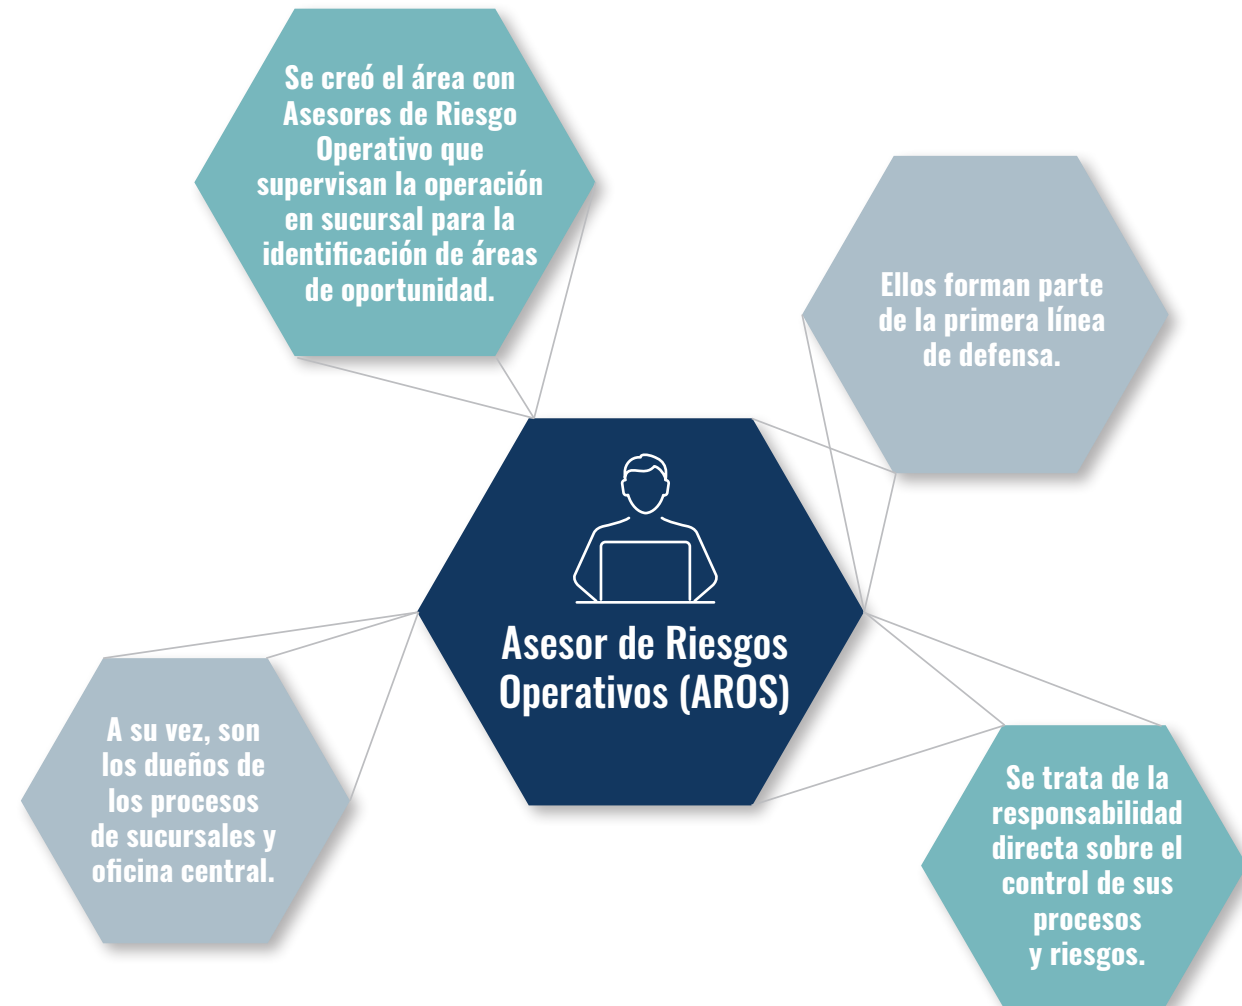 Se creó el área con
Asesores de Riesgo
Operativo que
supervisan la operación
en sucursal para la
identificación de áreas
de oportunidad.
Ellos forman parte
de la primera línea
de defensa.
Asesor de Riesgos
Operativos (AROS)
A su vez, son
los dueños de
los procesos
de sucursales y
oficina central.
Se trata de la
responsabilidad
directa sobre el
control de sus
procesos
y riesgos.